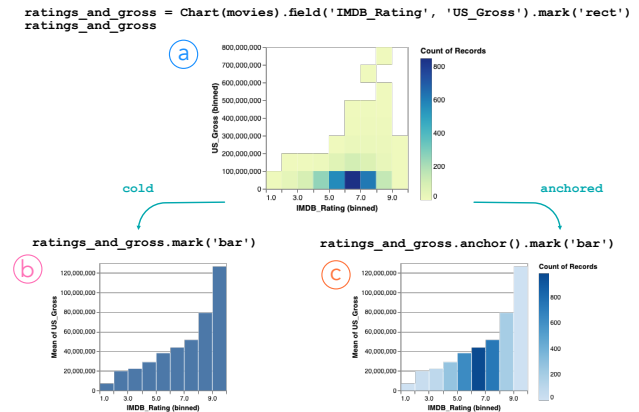 ratings_and_gross = Chart(movies).field('IMDB_Rating', 'US_Gross').mark('rect')
ratings_and_gross
a
US_Gross (binned)
800,000,000
700,000,000
600,000,000
500,000,000
400,000,000
300,000,000
200,000,000
100,000,000
0
1.0 3.0 5.0 7.0 9.0
IMDB_Rating (binned)
Count of Records
800
600
400
200
0
cold
anchored
ratings_and_gross.mark('bar')
b
Mean of US_Gross
120,000,000
100,000,000
80,000,000
60,000,000
40,000,000
20,000,000
0
1.0 3.0 5.0 7.0 9.0
IMDB_Rating (binned)
ratings_and_gross.anchor().mark('bar')
c
Mean of US_Gross
120,000,000
100,000,000
80,000,000
60,000,000
40,000,000
20,000,000
0
1.0 3.0 5.0 7.0 9.0
IMDB_Rating (binned)
Count of Records
800
600
400
200
0